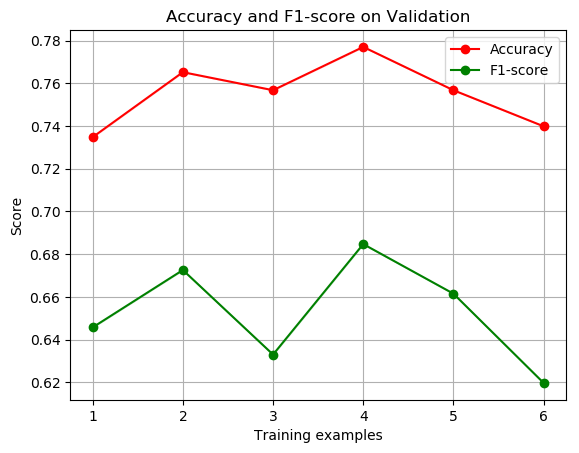 Accuracy and F1-score on Validation
Accuracy
F1-score
0.78
0.76
0.74
0.72
0.70
0.68
0.66
0.64
0.62
Score
1 2 3 4 5 6
Training examples